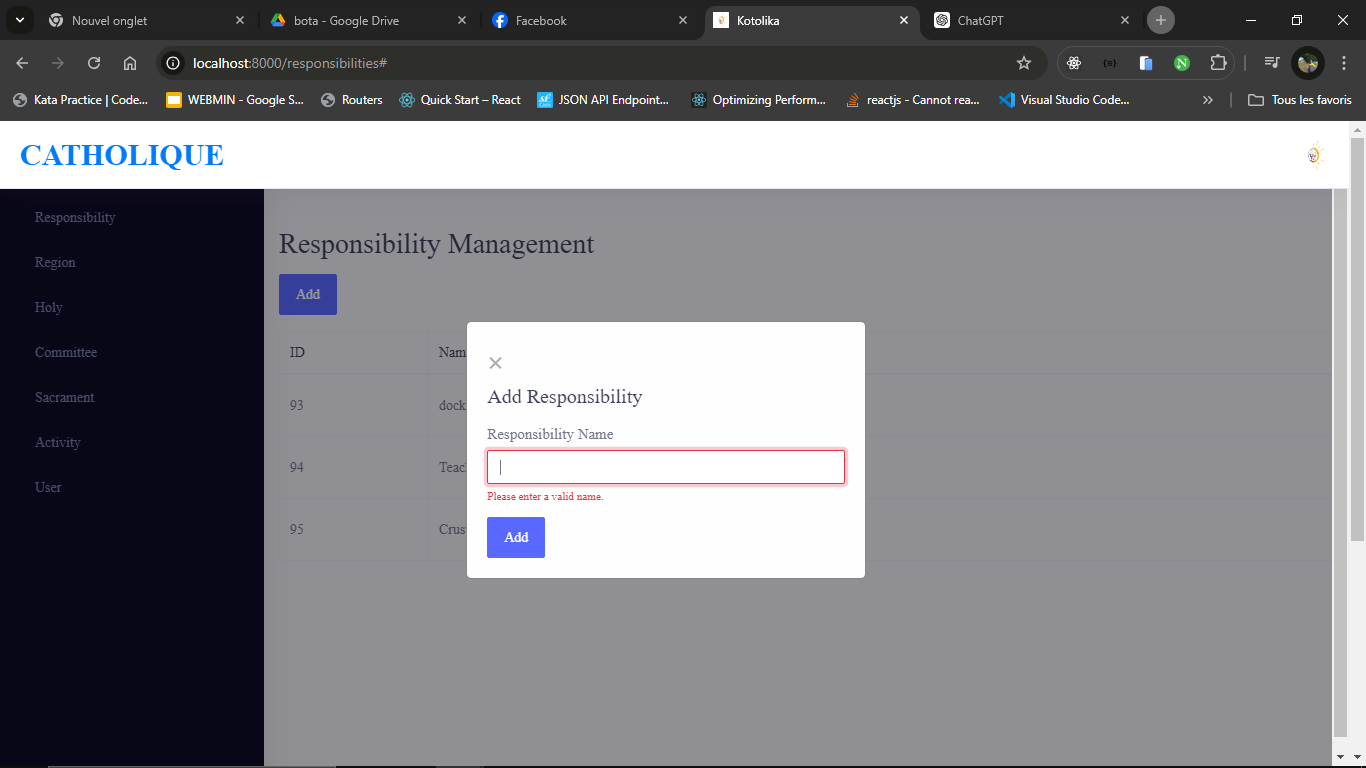 Nouvel onglet
bota - Google Drive
Facebook
Kotolika
ChatGPT
localhost:8000/responsibilities#
Kata Practice | Code...
WEBMIN - Google S...
Routers
Quick Start – React
JSON API Endpoint...
Optimizing Perform...
reactjs - Cannot rea...
Visual Studio Code...
Tous les favoris
CATHOLIQUE
Responsibility
Region
Holy
Committee
Sacrament
Activity
User
Responsibility Management
Add
ID Nam
93 dock
94 Teac
95 Crus
Add Responsibility
Responsibility Name
Please enter a valid name.
Add